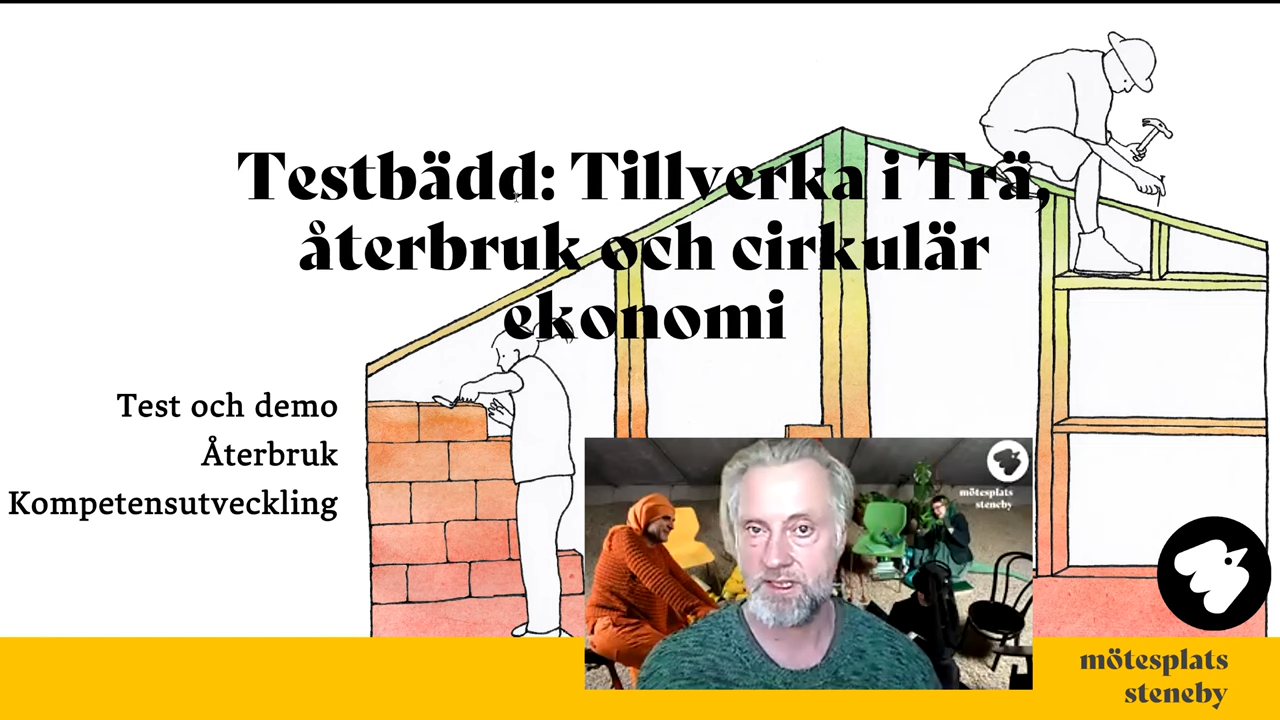 Testbädd: Tillverka i Trä,
återbruk och cirkulär
ekonomi
Test och demo
Återbruk
Kompetensutveckling
mötesplats
steneby
mötesplats
steneby